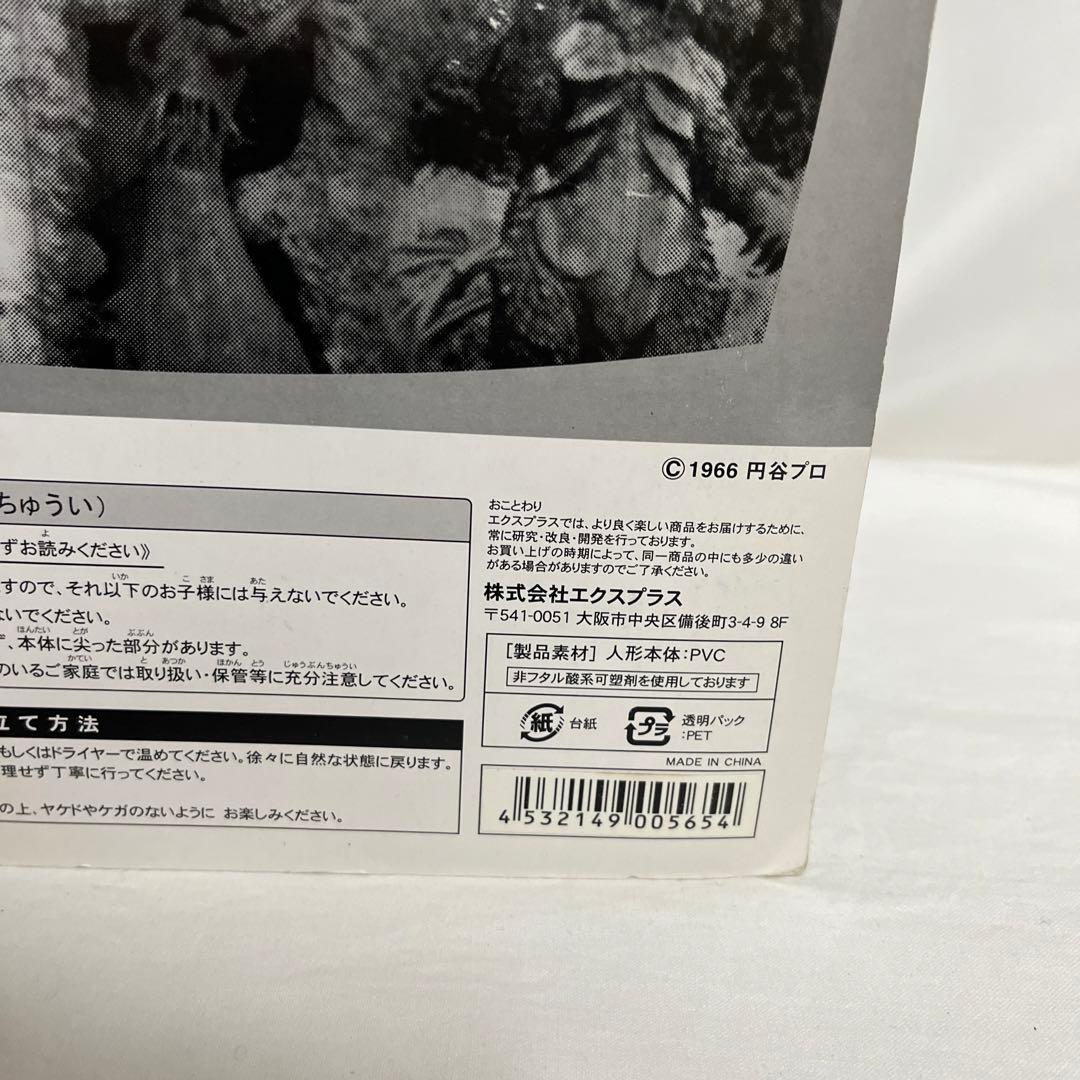 ©1966 円谷プロ
ちゅうい）
ずお読みください》
すので、それ以下のお子様には与えないでください。
ないでください。
本体に尖った部分があります。
のいるご家庭では取り扱い・保管等に充分注意してください。
立て方法
もしくはドライヤーで温めてください。徐々に自然な状態に戻ります。
理せず丁寧に行ってください。
の上、ヤケドやケガのないように お楽しみください。
おことわり
エクスプラスでは、より良く楽しい商品をお届けするために、
常に研究・改良・開発を行っております。
お買い上げの時期によって、同一商品の中にも多少の違い
がある場合がありますのでご了承ください。
株式会社エクスプラス
〒541-0051 大阪市中央区備後町3-4-9 8F
［製品素材］ 人形本体：PVC
非フタル酸系可塑剤を使用しております
紙 台紙
プラ 透明パック
：PET
MADE IN CHINA
4 532149 005654